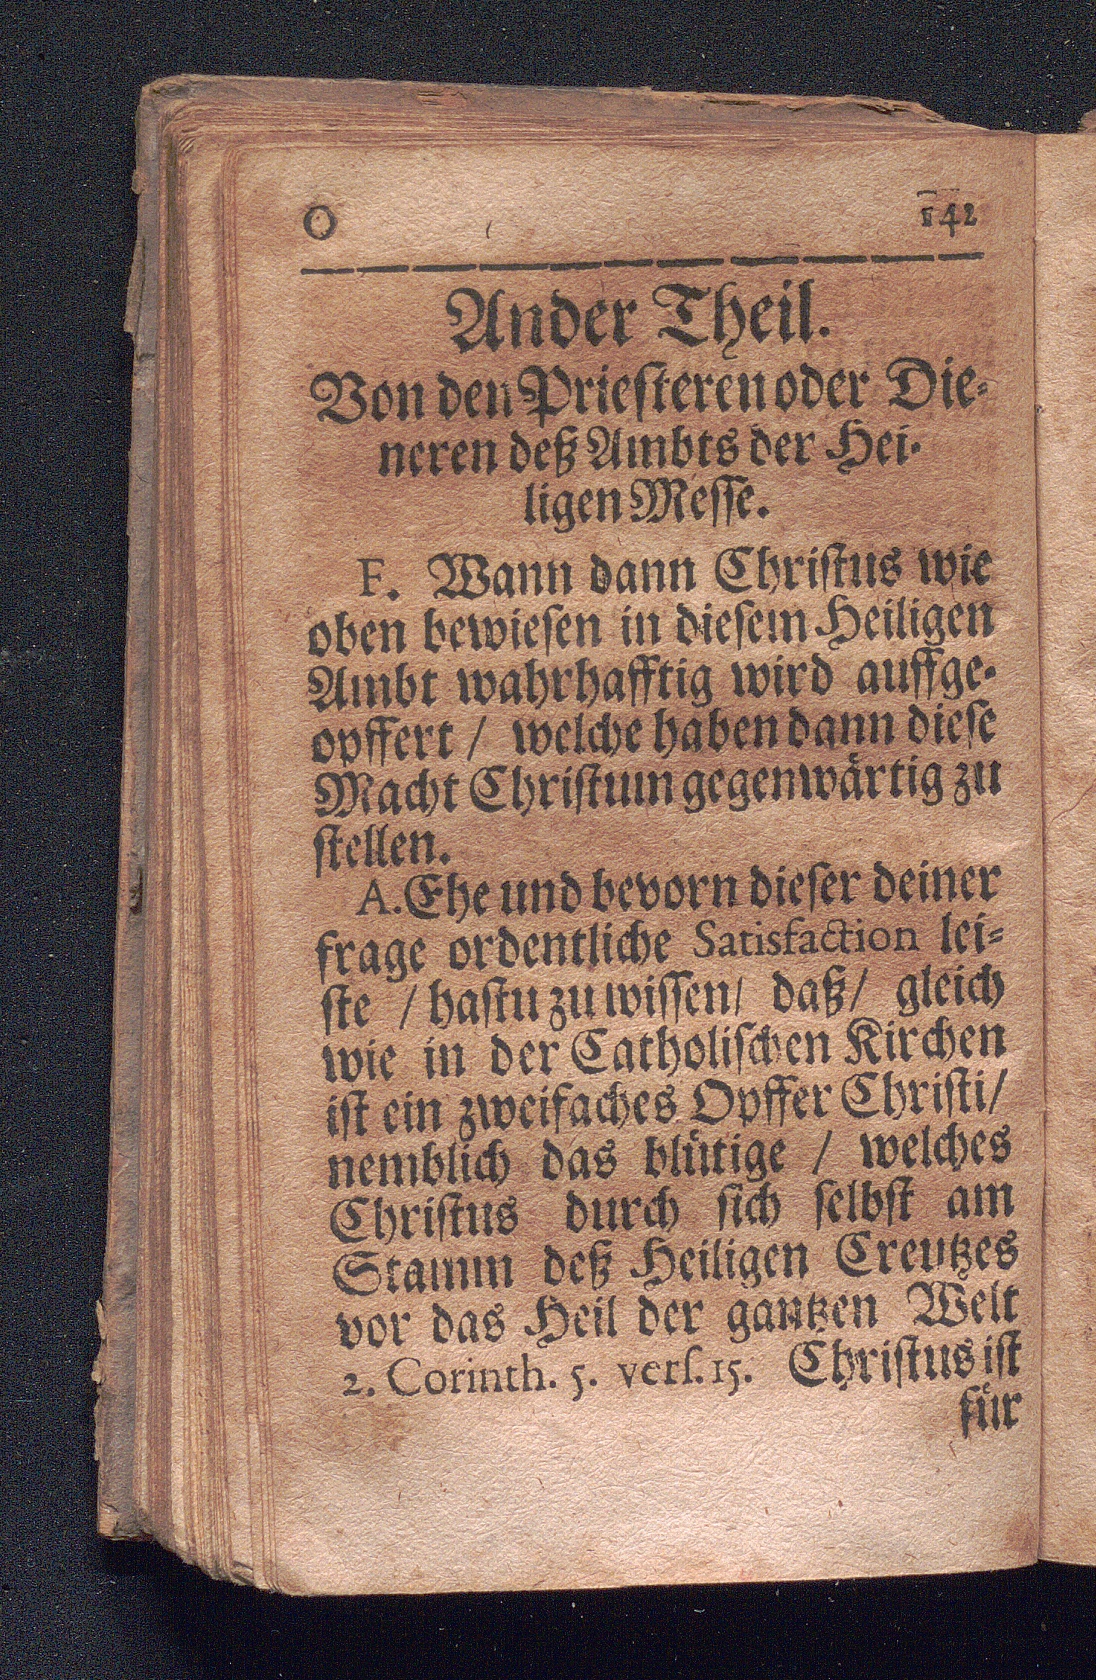 O 142
Ander Theil.
Von den Priesteren oder Die⸗
neren deß Ambts der Hei⸗
ligen Messe.
F. Wann dann Christus wie
oben bewiesen in diesem Heiligen
Ambt wahrhafftig wird auffge⸗
opffert / welche haben dann diese
Macht Christum gegenwärtig zu
stellen.
A. Ehe und bevorn dieser deiner
frage ordentliche Satisfaction lei⸗
ste / hastu zu wissen / daß / gleich
wie in der Catholischen Kirchen
ist ein zweifaches Opffer Christi /
nemblich das blütige / welches
Christus durch sich selbst am
Stamm deß Heiligen Creutzes
vor das Heil der gantzen Welt
2. Corinth. 5. vers. 15. Christus ist
für